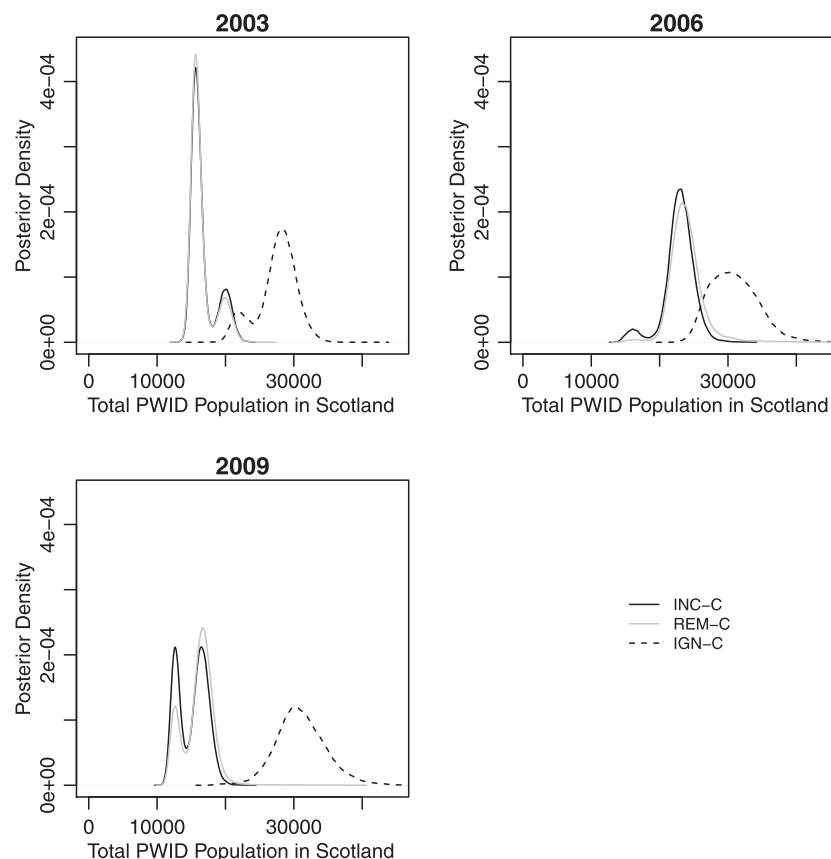 2003
Posterior Density
0e+00 2e−04 4e−04
0 10000 30000
Total PWID Population in Scotland
2006
Posterior Density
0e+00 2e−04 4e−04
0 10000 30000
Total PWID Population in Scotland
2009
Posterior Density
0e+00 2e−04 4e−04
0 10000 30000
Total PWID Population in Scotland
INC−C
REM−C
IGN−C